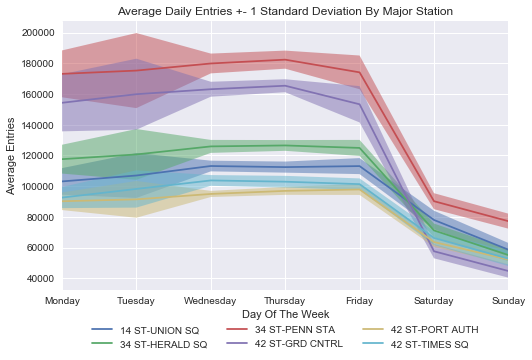 Average Daily Entries +- 1 Standard Deviation By Major Station
200000
180000
160000
140000
120000
100000
80000
60000
40000
Average Entries
Monday Tuesday Wednesday Thursday Friday Saturday Sunday
Day Of The Week
14 ST-UNION SQ 34 ST-PENN STA 42 ST-PORT AUTH
34 ST-HERALD SQ 42 ST-GRD CNTRL 42 ST-TIMES SQ